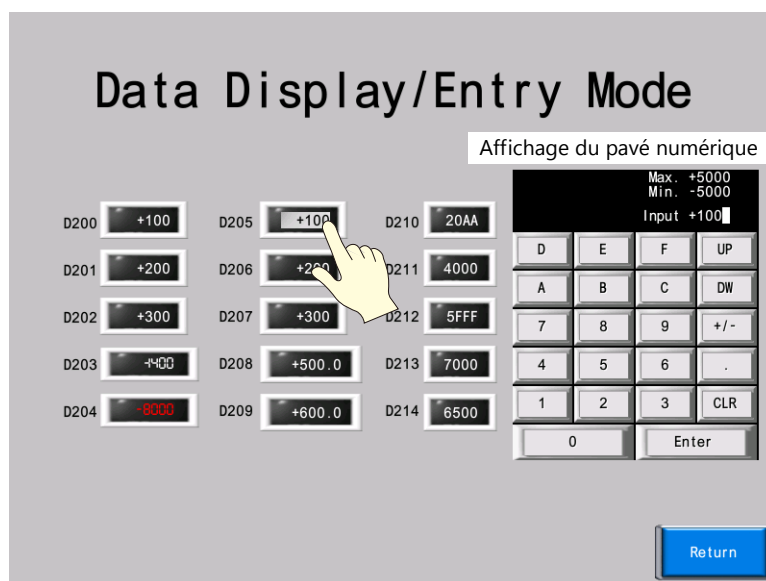 Data Display/Entry Mode
Affichage du pavé numérique
Max. +5000
Min. -5000
Input +100
D200 +100 D205 +100 D210 20AA
D201 +200 D206 +200 D211 4000
D202 +300 D207 +300 D212 5FFF
D203 -1400 D208 +500.0 D213 7000
D204 -8000 D209 +600.0 D214 6500
D E F UP
A B C DW
7 8 9 +/-
4 5 6 .
1 2 3 CLR
0 Enter
Return